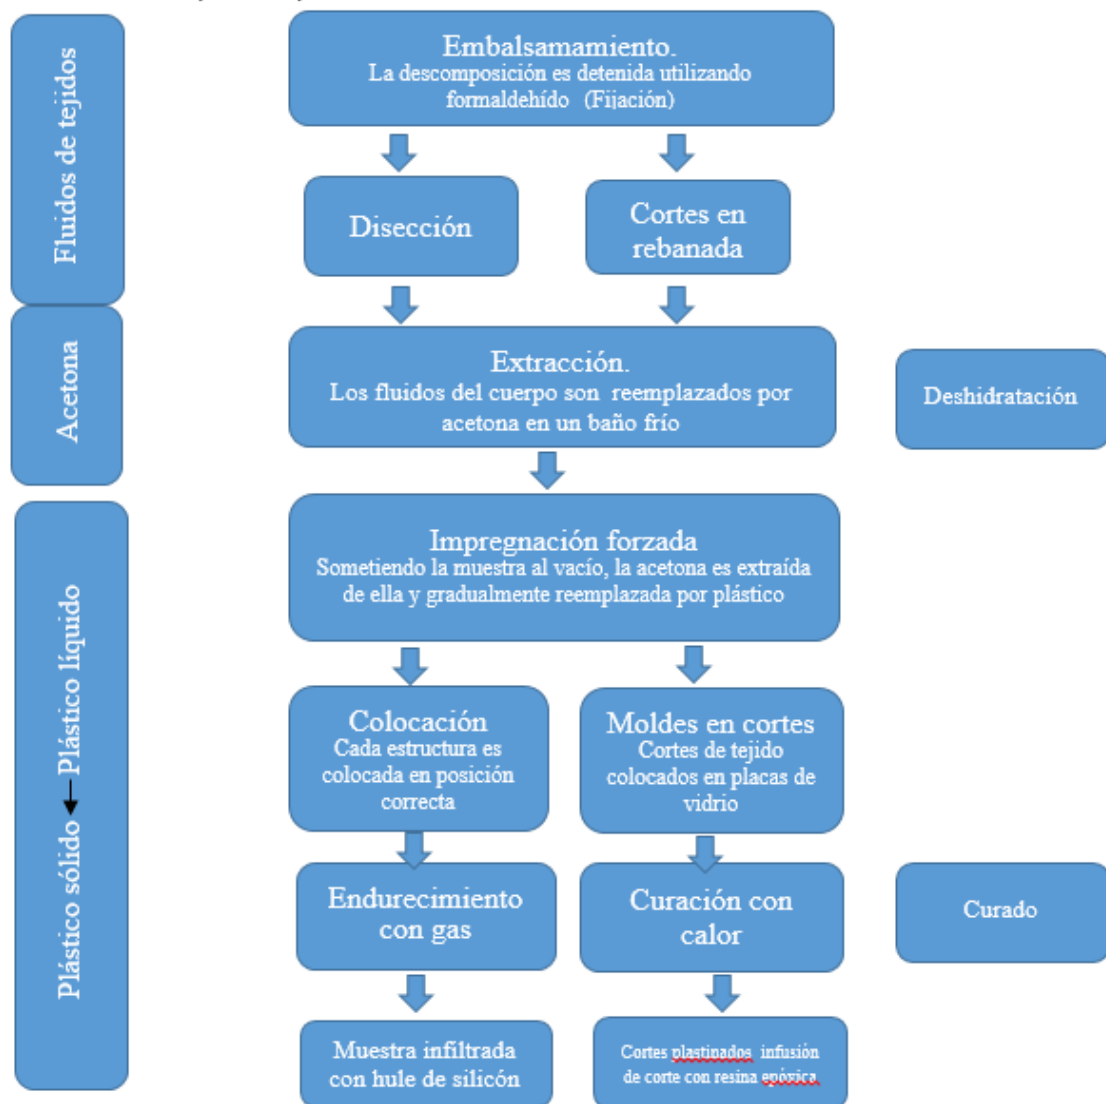 Fluidos de tejidos
Embalsamamiento.
La descomposición es detenida utilizando
formaldehído (Fijación)
Disección
Cortes en
rebanada
Acetona
Extracción.
Los fluidos del cuerpo son reemplazados por
acetona en un baño frío
Deshidratación
Plástico sólido
Plástico líquido
Impregnación forzada
Sometiendo la muestra al vacío, la acetona es extraída
de ella y gradualmente reemplazada por plástico
Colocación
Cada estructura es
colocada en posición
correcta
Moldes en cortes
Cortes de tejido
colocados en placas de
vidrio
Endurecimiento
con gas
Curación con
calor
Curado
Muestra infiltrada
con hule de silicón
Cortes plastinados infusión
de corte con resina epóxica